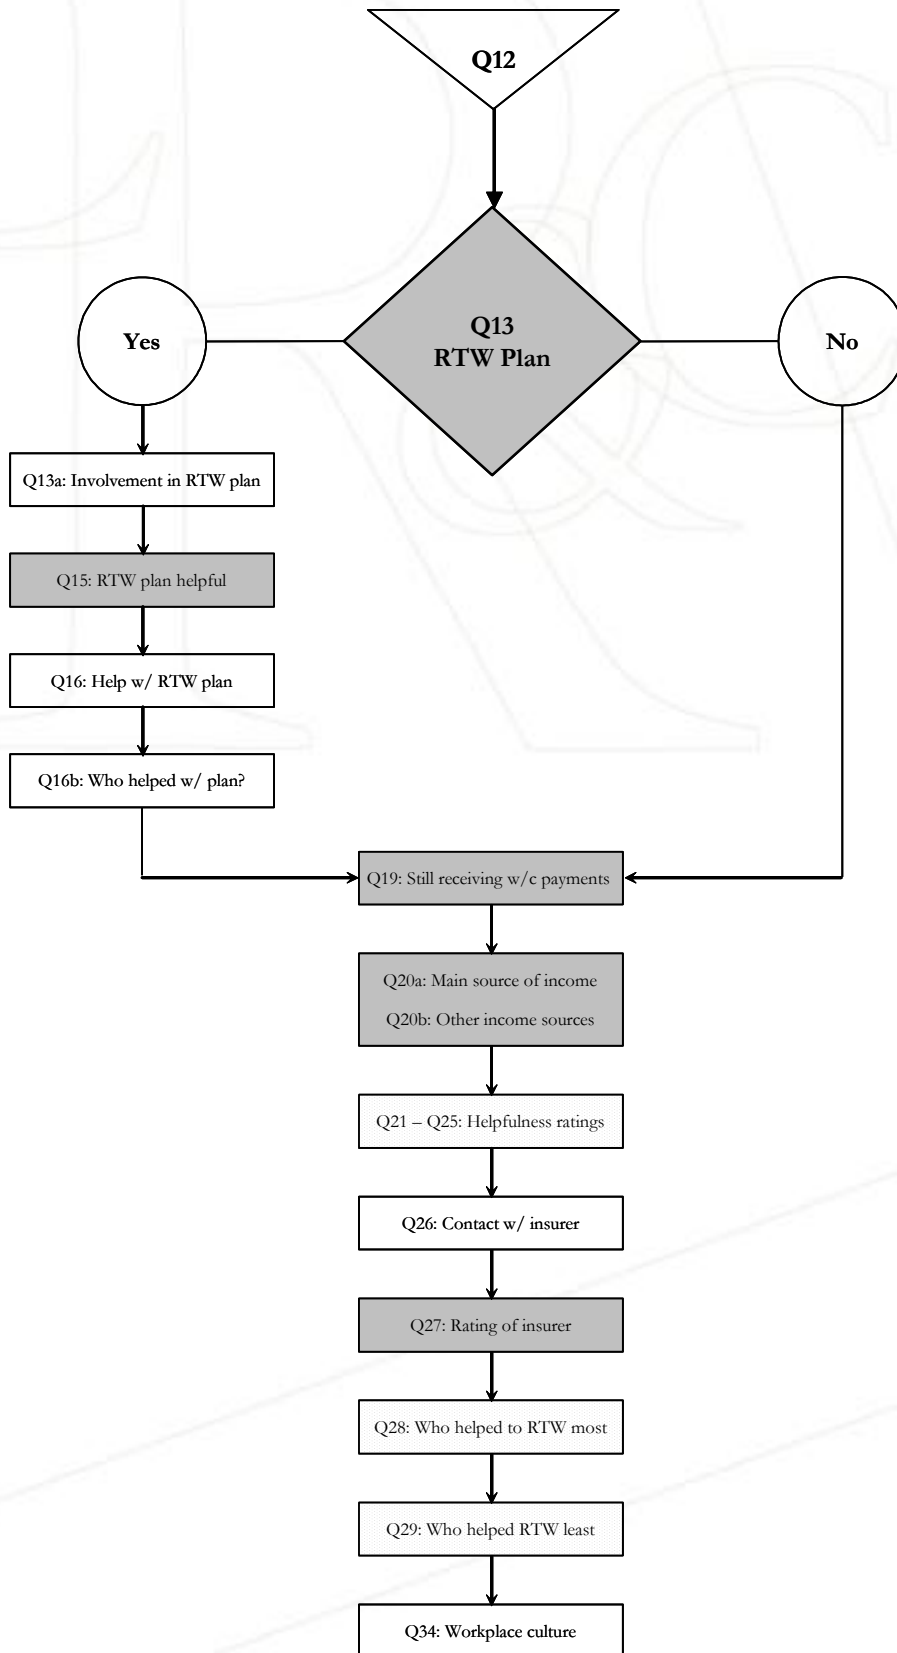 Q12
Q13
RTW Plan
Yes
No
Q13a: Involvement in RTW plan
Q15: RTW plan helpful
Q16: Help w/ RTW plan
Q16b: Who helped w/ plan?
Q19: Still receiving w/c payments
Q20a: Main source of income
Q20b: Other income sources
Q21 – Q25: Helpfulness ratings
Q26: Contact w/ insurer
Q27: Rating of insurer
Q28: Who helped to RTW most
Q29: Who helped RTW least
Q34: Workplace culture